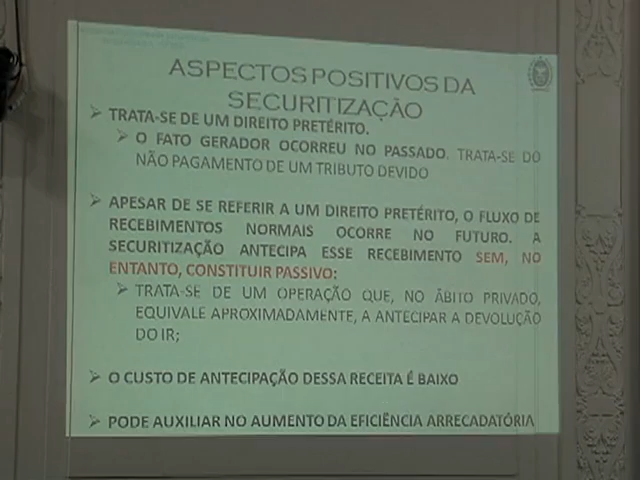 ASPECTOS POSITIVOS DA
SECURITIZAÇÃO
➢ TRATA-SE DE UM DIREITO PRETÉRITO.
➢ O FATO GERADOR OCORREU NO PASSADO. TRATA-SE DO
NÃO PAGAMENTO DE UM TRIBUTO DEVIDO
➢ APESAR DE SE REFERIR A UM DIREITO PRETÉRITO, O FLUXO DE
RECEBIMENTOS NORMAIS OCORRE NO FUTURO. A
SECURITIZAÇÃO ANTECIPA ESSE RECEBIMENTO SEM, NO
ENTANTO, CONSTITUIR PASSIVO:
➢ TRATA-SE DE UM OPERAÇÃO QUE, NO ÂBITO PRIVADO,
EQUIVALE APROXIMADAMENTE, A ANTECIPAR A DEVOLUÇÃO
DO IR;
➢ O CUSTO DE ANTECIPAÇÃO DESSA RECEITA É BAIXO
➢ PODE AUXILIAR NO AUMENTO DA EFICIÊNCIA ARRECADATÓRIA